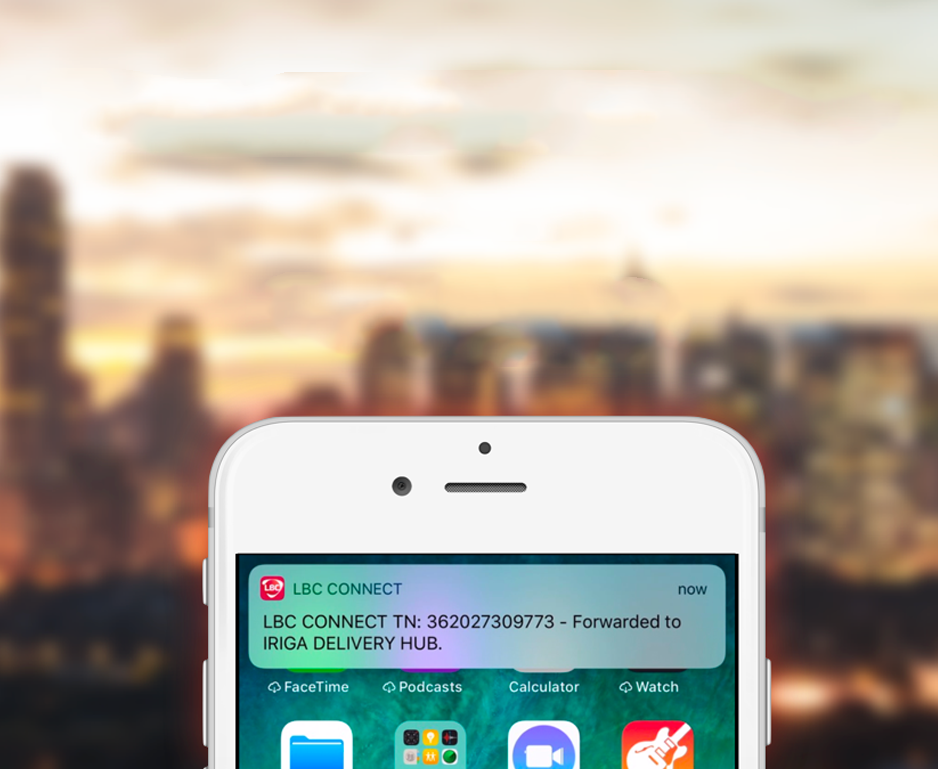 LBC LBC CONNECT now
LBC CONNECT TN: 362027309773 - Forwarded to
IRIGA DELIVERY HUB.
FaceTime Podcasts Calculator Watch